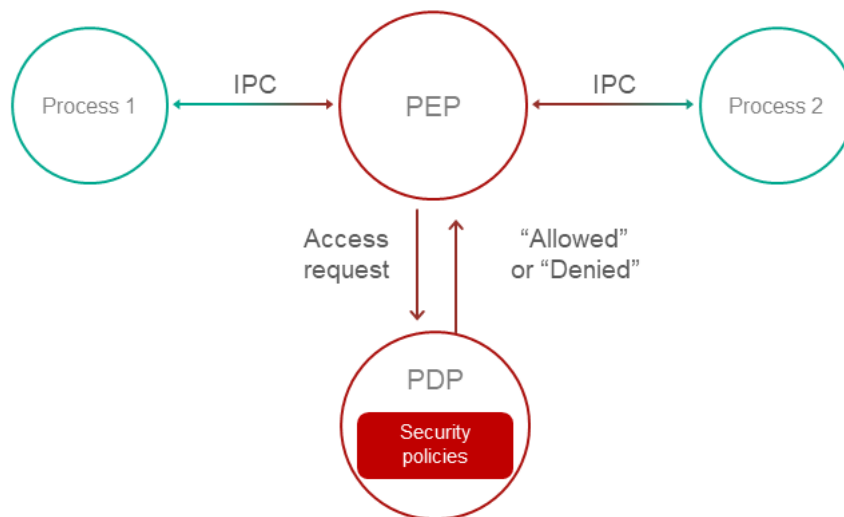 Process 1
IPC
PEP
IPC
Process 2
Access
request
“Allowed”
or “Denied”
PDP
Security
policies